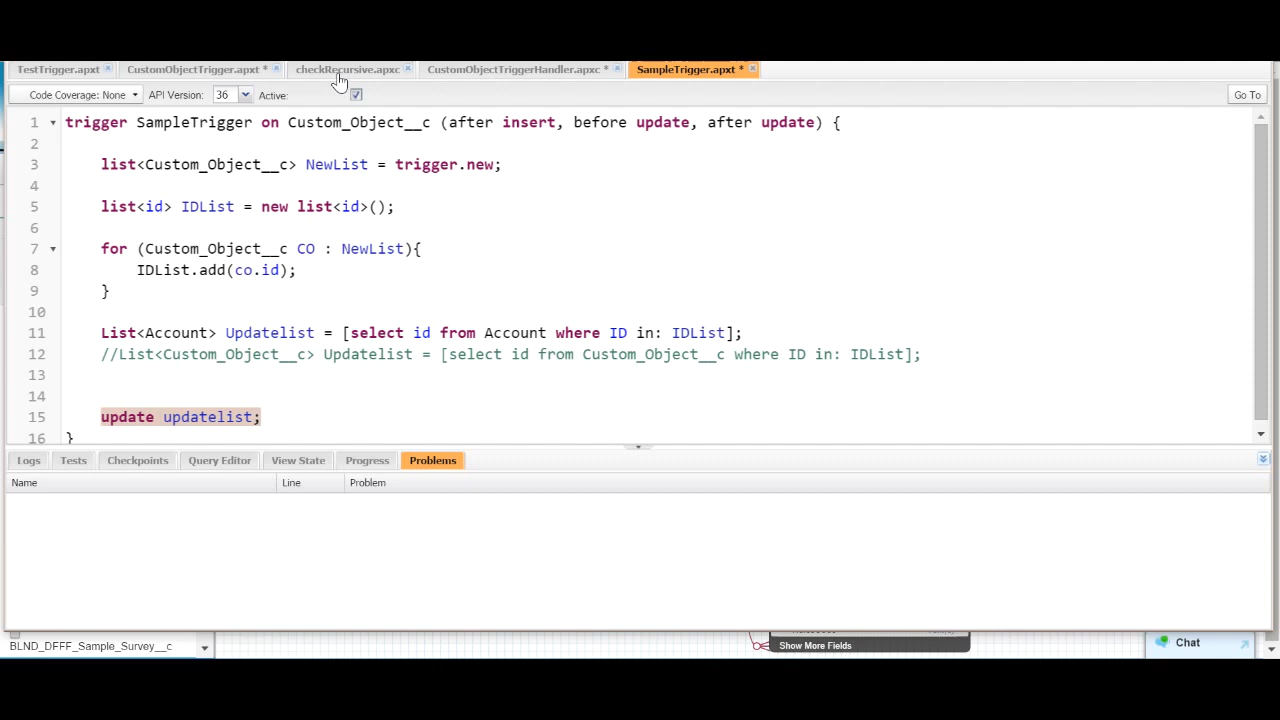 TestTrigger.apxt CustomObjectTrigger.apxt * checkRecursive.apxc CustomObjectTriggerHandler.apxc * SampleTrigger.apxt *
Code Coverage: None API Version: 36 Active: Go To
1 trigger SampleTrigger on Custom_Object__c (after insert, before update, after update) {
2
3 list<Custom_Object__c> NewList = trigger.new;
4
5 list<id> IDList = new list<id>();
6
7 for (Custom_Object__c CO : NewList){
8 IDList.add(co.id);
9 }
10
11 List<Account> Updatelist = [select id from Account where ID in: IDList];
12 //List<Custom_Object__c> Updatelist = [select id from Custom_Object__c where ID in: IDList];
13
14
15 update updatelist;
16 }
Logs Tests Checkpoints Query Editor View State Progress Problems
Name Line Problem
BLND_DFFF_Sample_Survey__c Show More Fields Chat